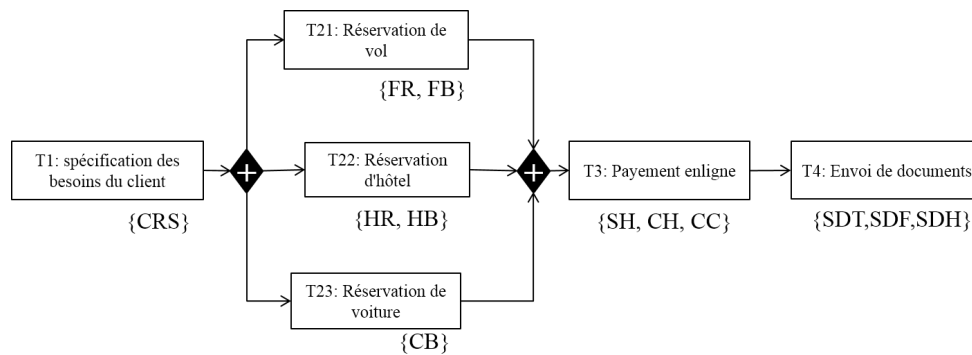 T21: Réservation de
vol
{FR, FB}
T1: spécification des
besoins du client
{CRS}
T22: Réservation
d'hôtel
{HR, HB}
T3: Payement enligne
{SH, CH, CC}
T4: Envoi de documents
{SDT,SDF,SDH}
T23: Réservation de
voiture
{CB}